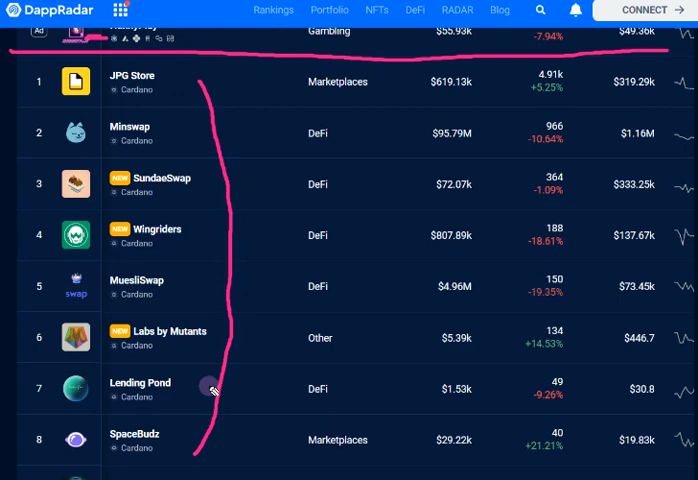 DappRadar Rankings Portfolio NFTs DeFi RADAR Blog CONNECT
Ad Gambling $55.93k -7.94% $49.36k
1 JPG Store Cardano Marketplaces $619.13k 4.91k +5.25% $319.29k
2 Minswap Cardano DeFi $95.79M 966 -10.64% $1.16M
3 NEW SundaeSwap Cardano DeFi $72.07k 364 -1.09% $333.25k
4 NEW Wingriders Cardano DeFi $807.89k 188 -18.61% $137.67k
5 swap MuesliSwap Cardano DeFi $4.96M 150 -19.35% $73.45k
6 NEW Labs by Mutants Cardano Other $5.39k 134 +14.53% $446.7
7 Lending Pond Cardano DeFi $1.53k 49 -9.26% $30.8
8 SpaceBudz Cardano Marketplaces $29.22k 40 +21.21% $19.83k